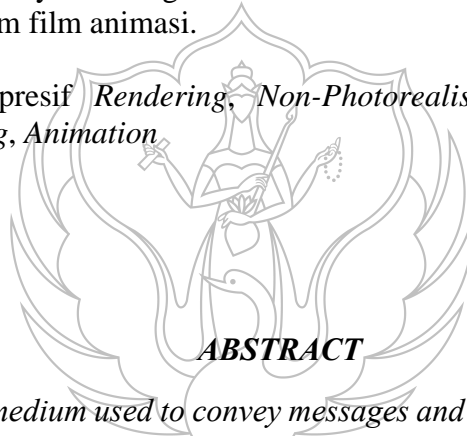 m film animasi.
presif Rendering, Non-Photorealis
g, Animation
ABSTRACT
medium used to convey messages and